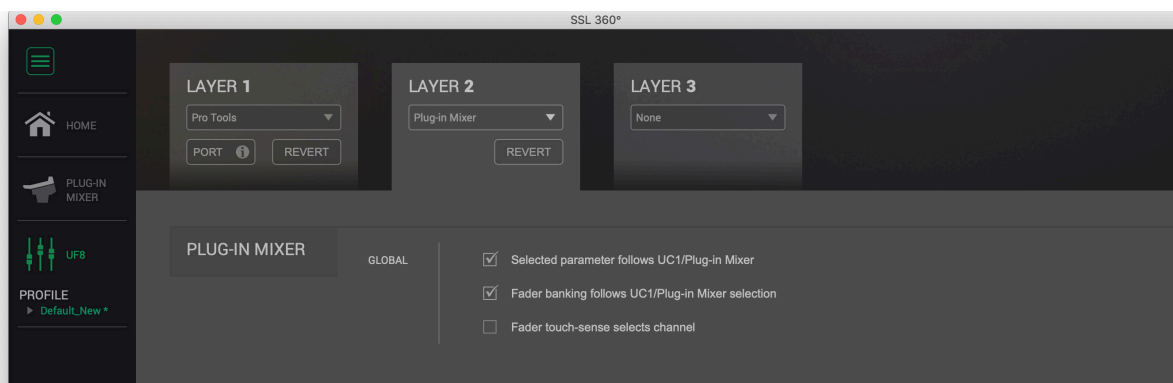 SSL 360°
LAYER 1
LAYER 2
LAYER 3
Pro Tools
Plug-in Mixer
None
PORT
REVERT
REVERT
HOME
PLUG-IN
MIXER
UF8
PROFILE
Default_New *
PLUG-IN MIXER
GLOBAL
Selected parameter follows UC1/Plug-in Mixer
Fader banking follows UC1/Plug-in Mixer selection
Fader touch-sense selects channel